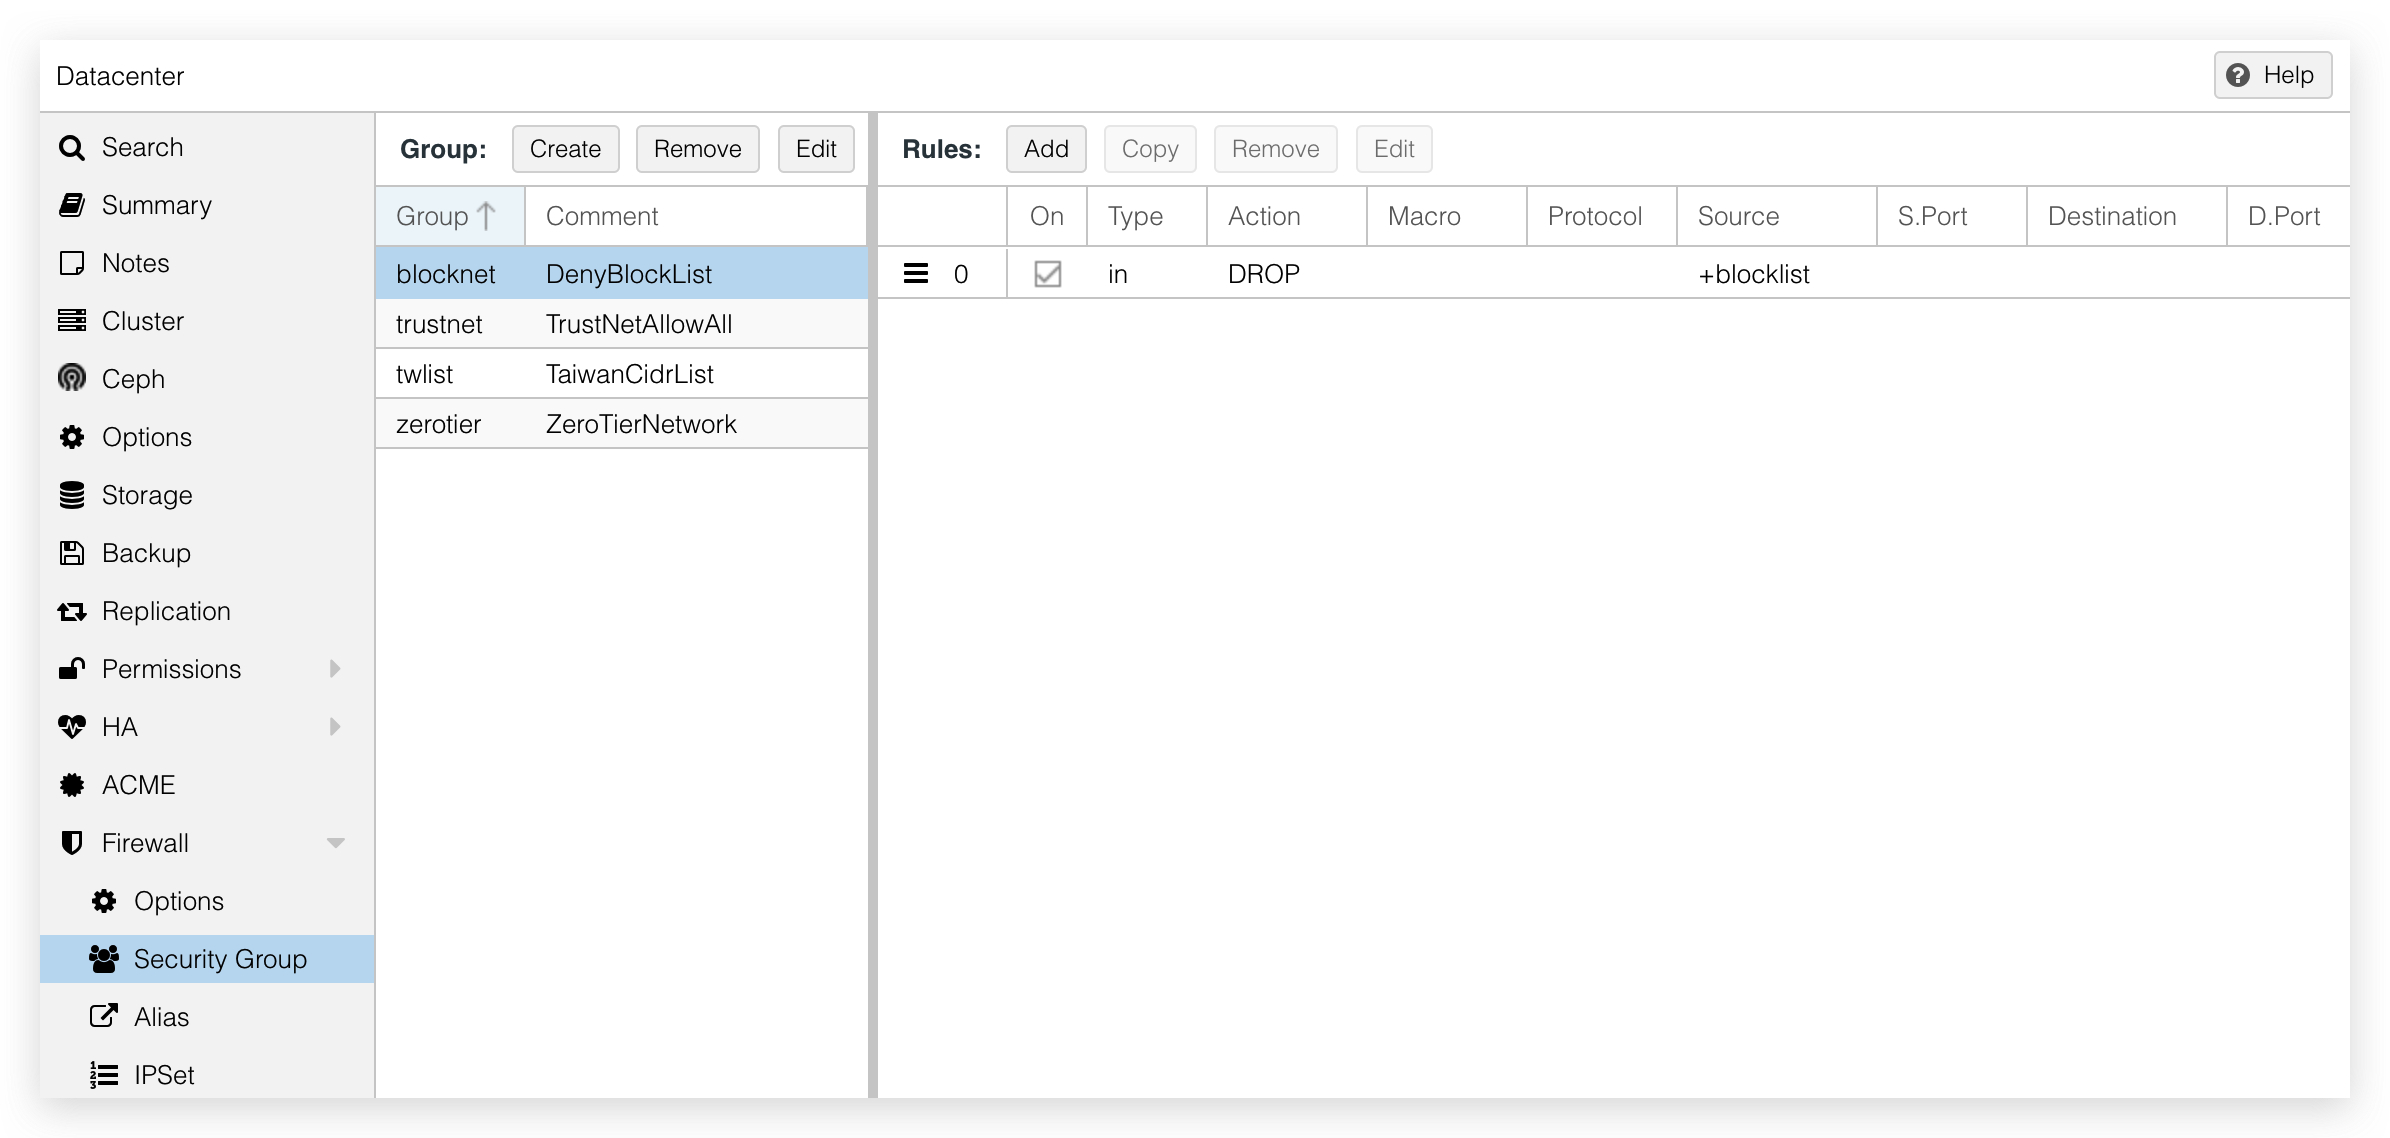 Datacenter
Help
Search
Summary
Notes
Cluster
Ceph
Options
Storage
Backup
Replication
Permissions
HA
ACME
Firewall
Options
Security Group
Alias
IPSet
Group: Create Remove Edit
Group Comment
blocknet DenyBlockList
trustnet TrustNetAllowAll
twlist TaiwanCidrList
zerotier ZeroTierNetwork
Rules: Add Copy Remove Edit
On Type Action Macro Protocol Source S.Port Destination D.Port
0 in DROP +blocklist